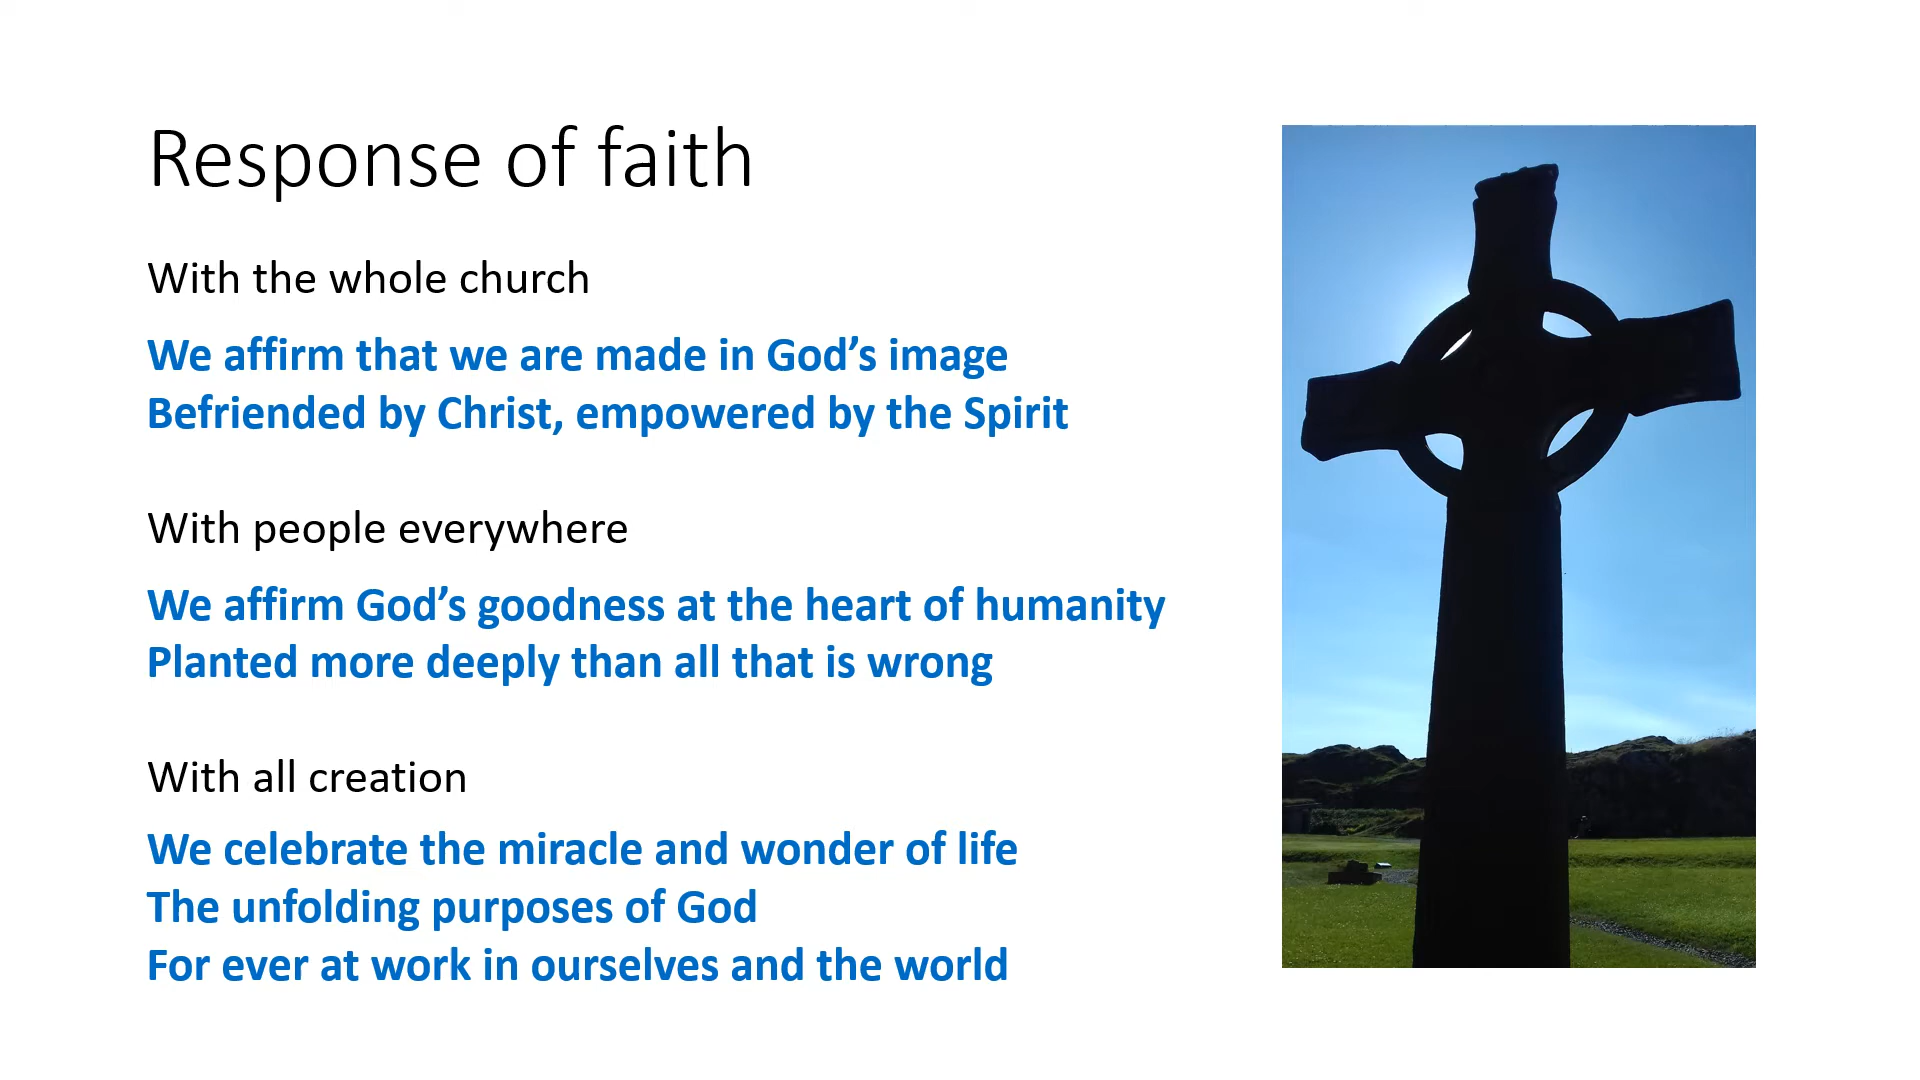 Response of faith
With the whole church
We affirm that we are made in God’s image
Befriended by Christ, empowered by the Spirit
With people everywhere
We affirm God’s goodness at the heart of humanity
Planted more deeply than all that is wrong
With all creation
We celebrate the miracle and wonder of life
The unfolding purposes of God
For ever at work in ourselves and the world